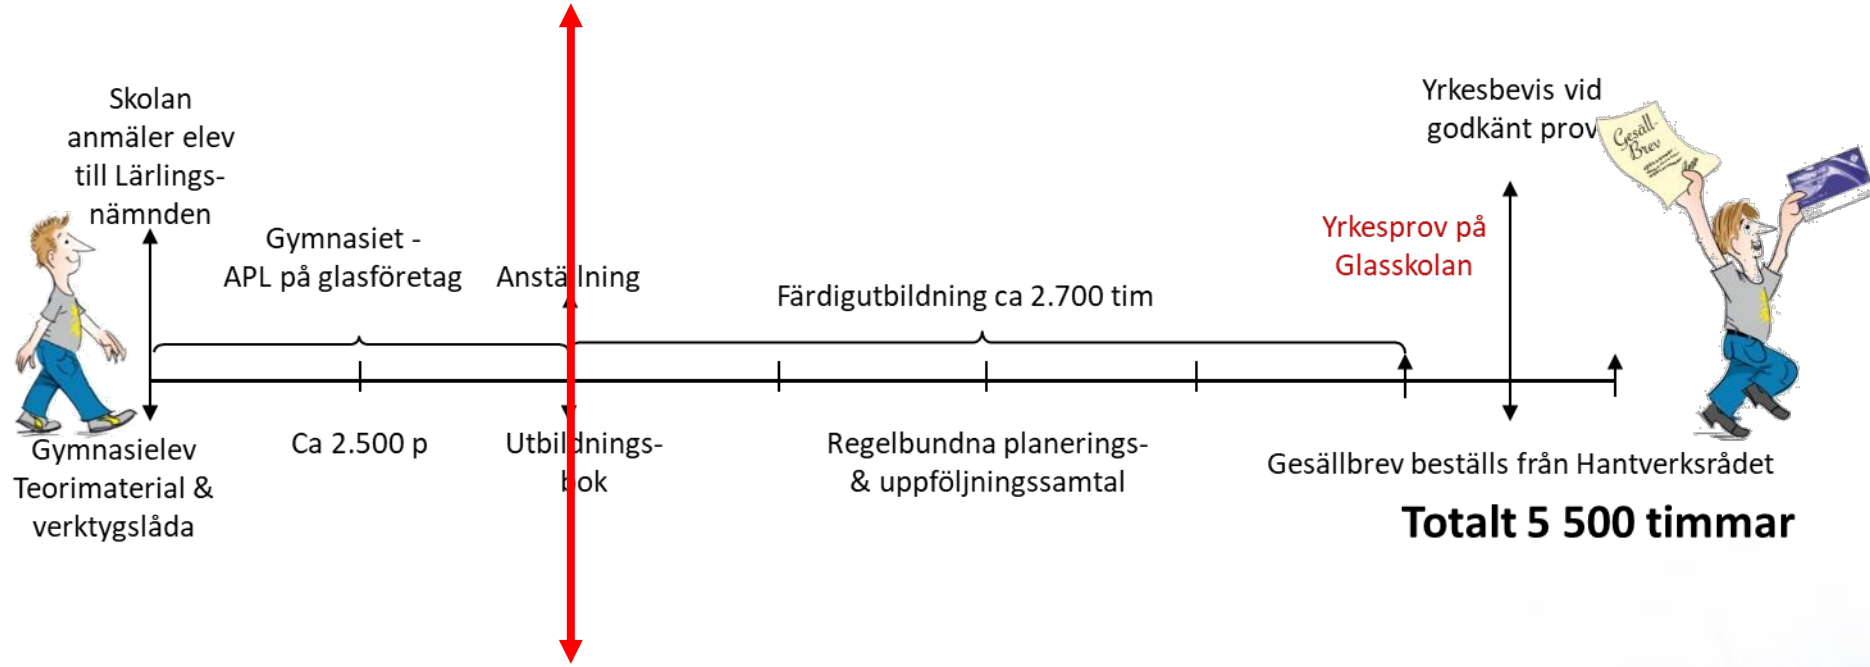 Skolan
anmäler elev
till Lärlings-
nämnden
Gymnasiet -
APL på glasföretag
Anställning
Färdigutbildning ca 2.700 tim
Yrkesprov på
Glasskolan
Yrkesbevis vid
godkänt prov
Gesäll-
Brev
Gymnasielev
Teorimaterial &
verktygslåda
Ca 2.500 p
Utbildnings-
bok
Regelbundna planerings-
& uppföljningssamtal
Gesällbrev beställs från Hantverksrådet
Totalt 5 500 timmar